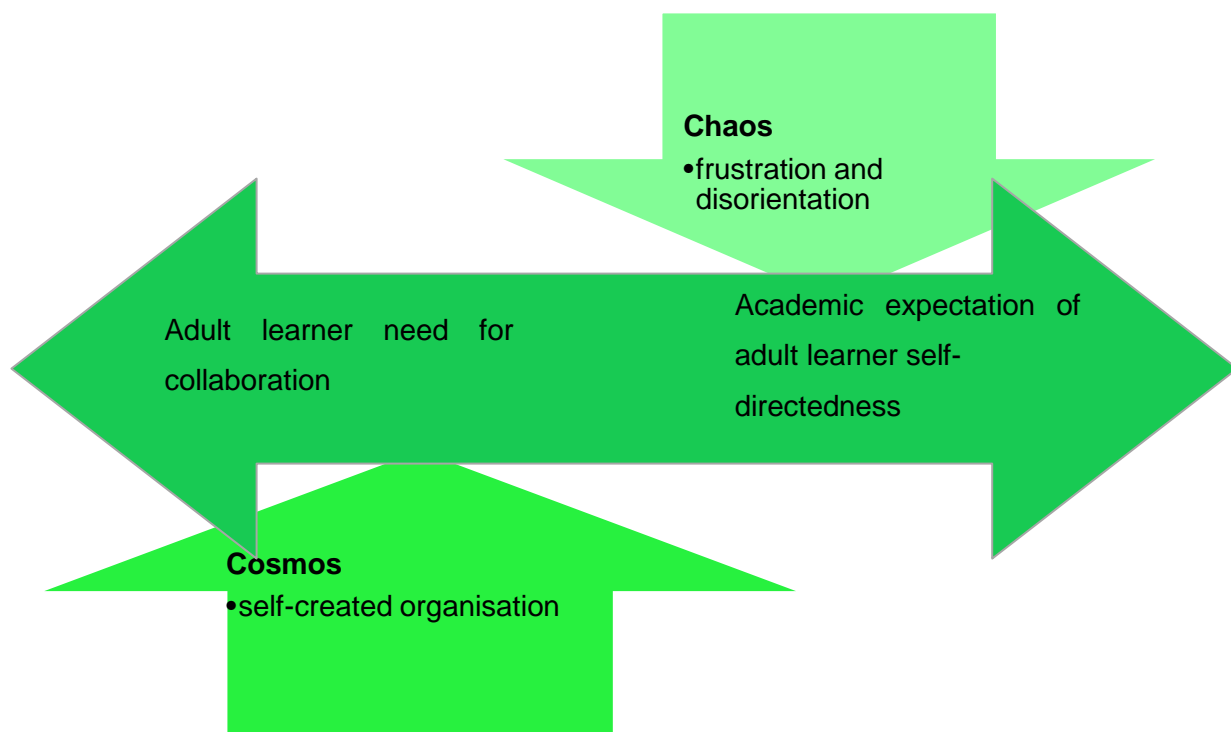 Chaos
•frustration and
disorientation
Adult learner need for
collaboration
Academic expectation of
adult learner self-
directedness
Cosmos
•self-created organisation